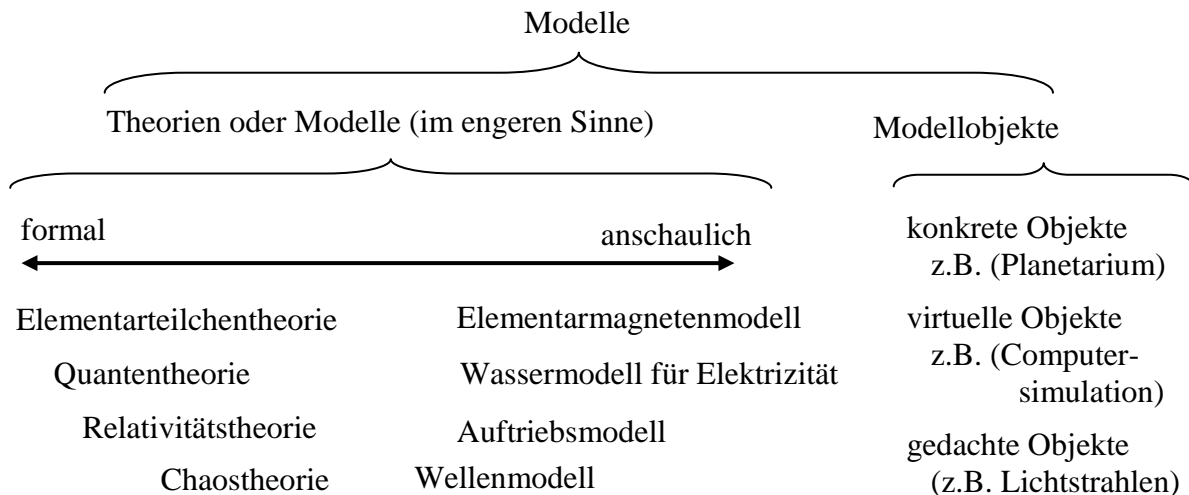 Modelle
Theorien oder Modelle (im engeren Sinne)
Modellobjekte
formal
anschaulich
Elementarteilchentheorie
Quantentheorie
Relativitätstheorie
Chaostheorie
Elementarmagnetenmodell
Wassermodell für Elektrizität
Auftriebsmodell
Wellenmodell
konkrete Objekte
z.B. (Planetarium)
virtuelle Objekte
z.B. (Computer-
simulation)
gedachte Objekte
(z.B. Lichtstrahlen)